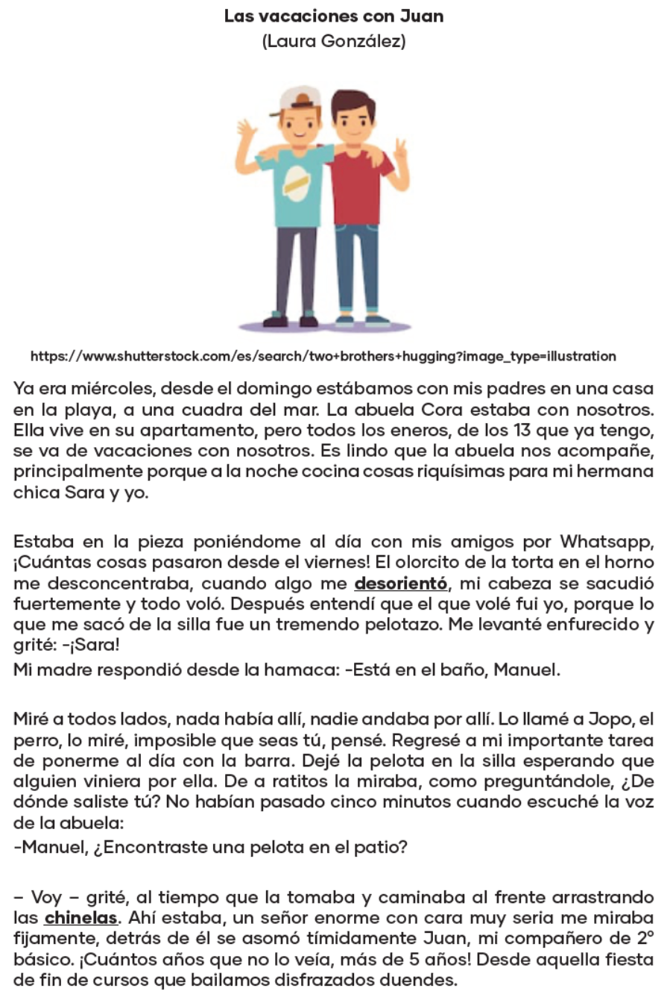 Las vacaciones con Juan
(Laura González)
https://www.shutterstock.com/es/search/two+brothers+hugging?image_type=illustration
Ya era miércoles, desde el domingo estábamos con mis padres en una casa
en la playa, a una cuadra del mar. La abuela Cora estaba con nosotros.
Ella vive en su apartamento, pero todos los eneros, de los 13 que ya tengo,
se va de vacaciones con nosotros. Es lindo que la abuela nos acompañe,
principalmente porque a la noche cocina cosas riquísimas para mi hermana
chica Sara y yo.
Estaba en la pieza poniéndome al día con mis amigos por Whatsapp,
¡Cuántas cosas pasaron desde el viernes! El olorcito de la torta en el horno
me desconcentraba, cuando algo me desorientó, mi cabeza se sacudió
fuertemente y todo voló. Después entendí que el que volé fui yo, porque lo
que me sacó de la silla fue un tremendo pelotazo. Me levanté enfurecido y
grité: -¡Sara!
Mi madre respondió desde la hamaca: -Está en el baño, Manuel.
Miré a todos lados, nada había allí, nadie andaba por allí. Lo llamé a Jopo, el
perro, lo miré, imposible que seas tú, pensé. Regresé a mi importante tarea
de ponerme al día con la barra. Dejé la pelota en la silla esperando que
alguien viniera por ella. De a ratitos la miraba, como preguntándole, ¿De
dónde saliste tú? No habían pasado cinco minutos cuando escuché la voz
de la abuela:
-Manuel, ¿Encontraste una pelota en el patio?
– Voy – grité, al tiempo que la tomaba y caminaba al frente arrastrando
las chinelas. Ahí estaba, un señor enorme con cara muy seria me miraba
fijamente, detrás de él se asomó tímidamente Juan, mi compañero de 2°
básico. ¡Cuántos años que no lo veía, más de 5 años! Desde aquella fiesta
de fin de cursos que bailamos disfrazados duendes.